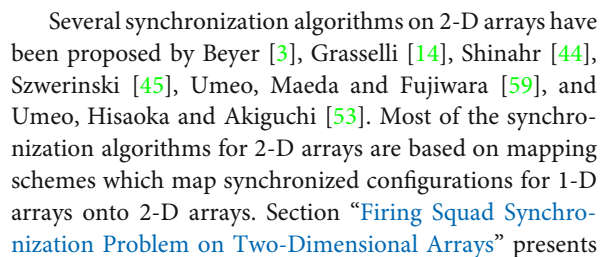 Several synchronization algorithms on 2-D arrays have
been proposed by Beyer [3], Grasselli [14], Shinahr [44],
Szwerinski [45], Umeo, Maeda and Fujiwara [59], and
Umeo, Hisaoka and Akiguchi [53]. Most of the synchro-
nization algorithms for 2-D arrays are based on mapping
schemes which map synchronized configurations for 1-D
arrays onto 2-D arrays. Section “Firing Squad Synchro-
nization Problem on Two-Dimensional Arrays” presents